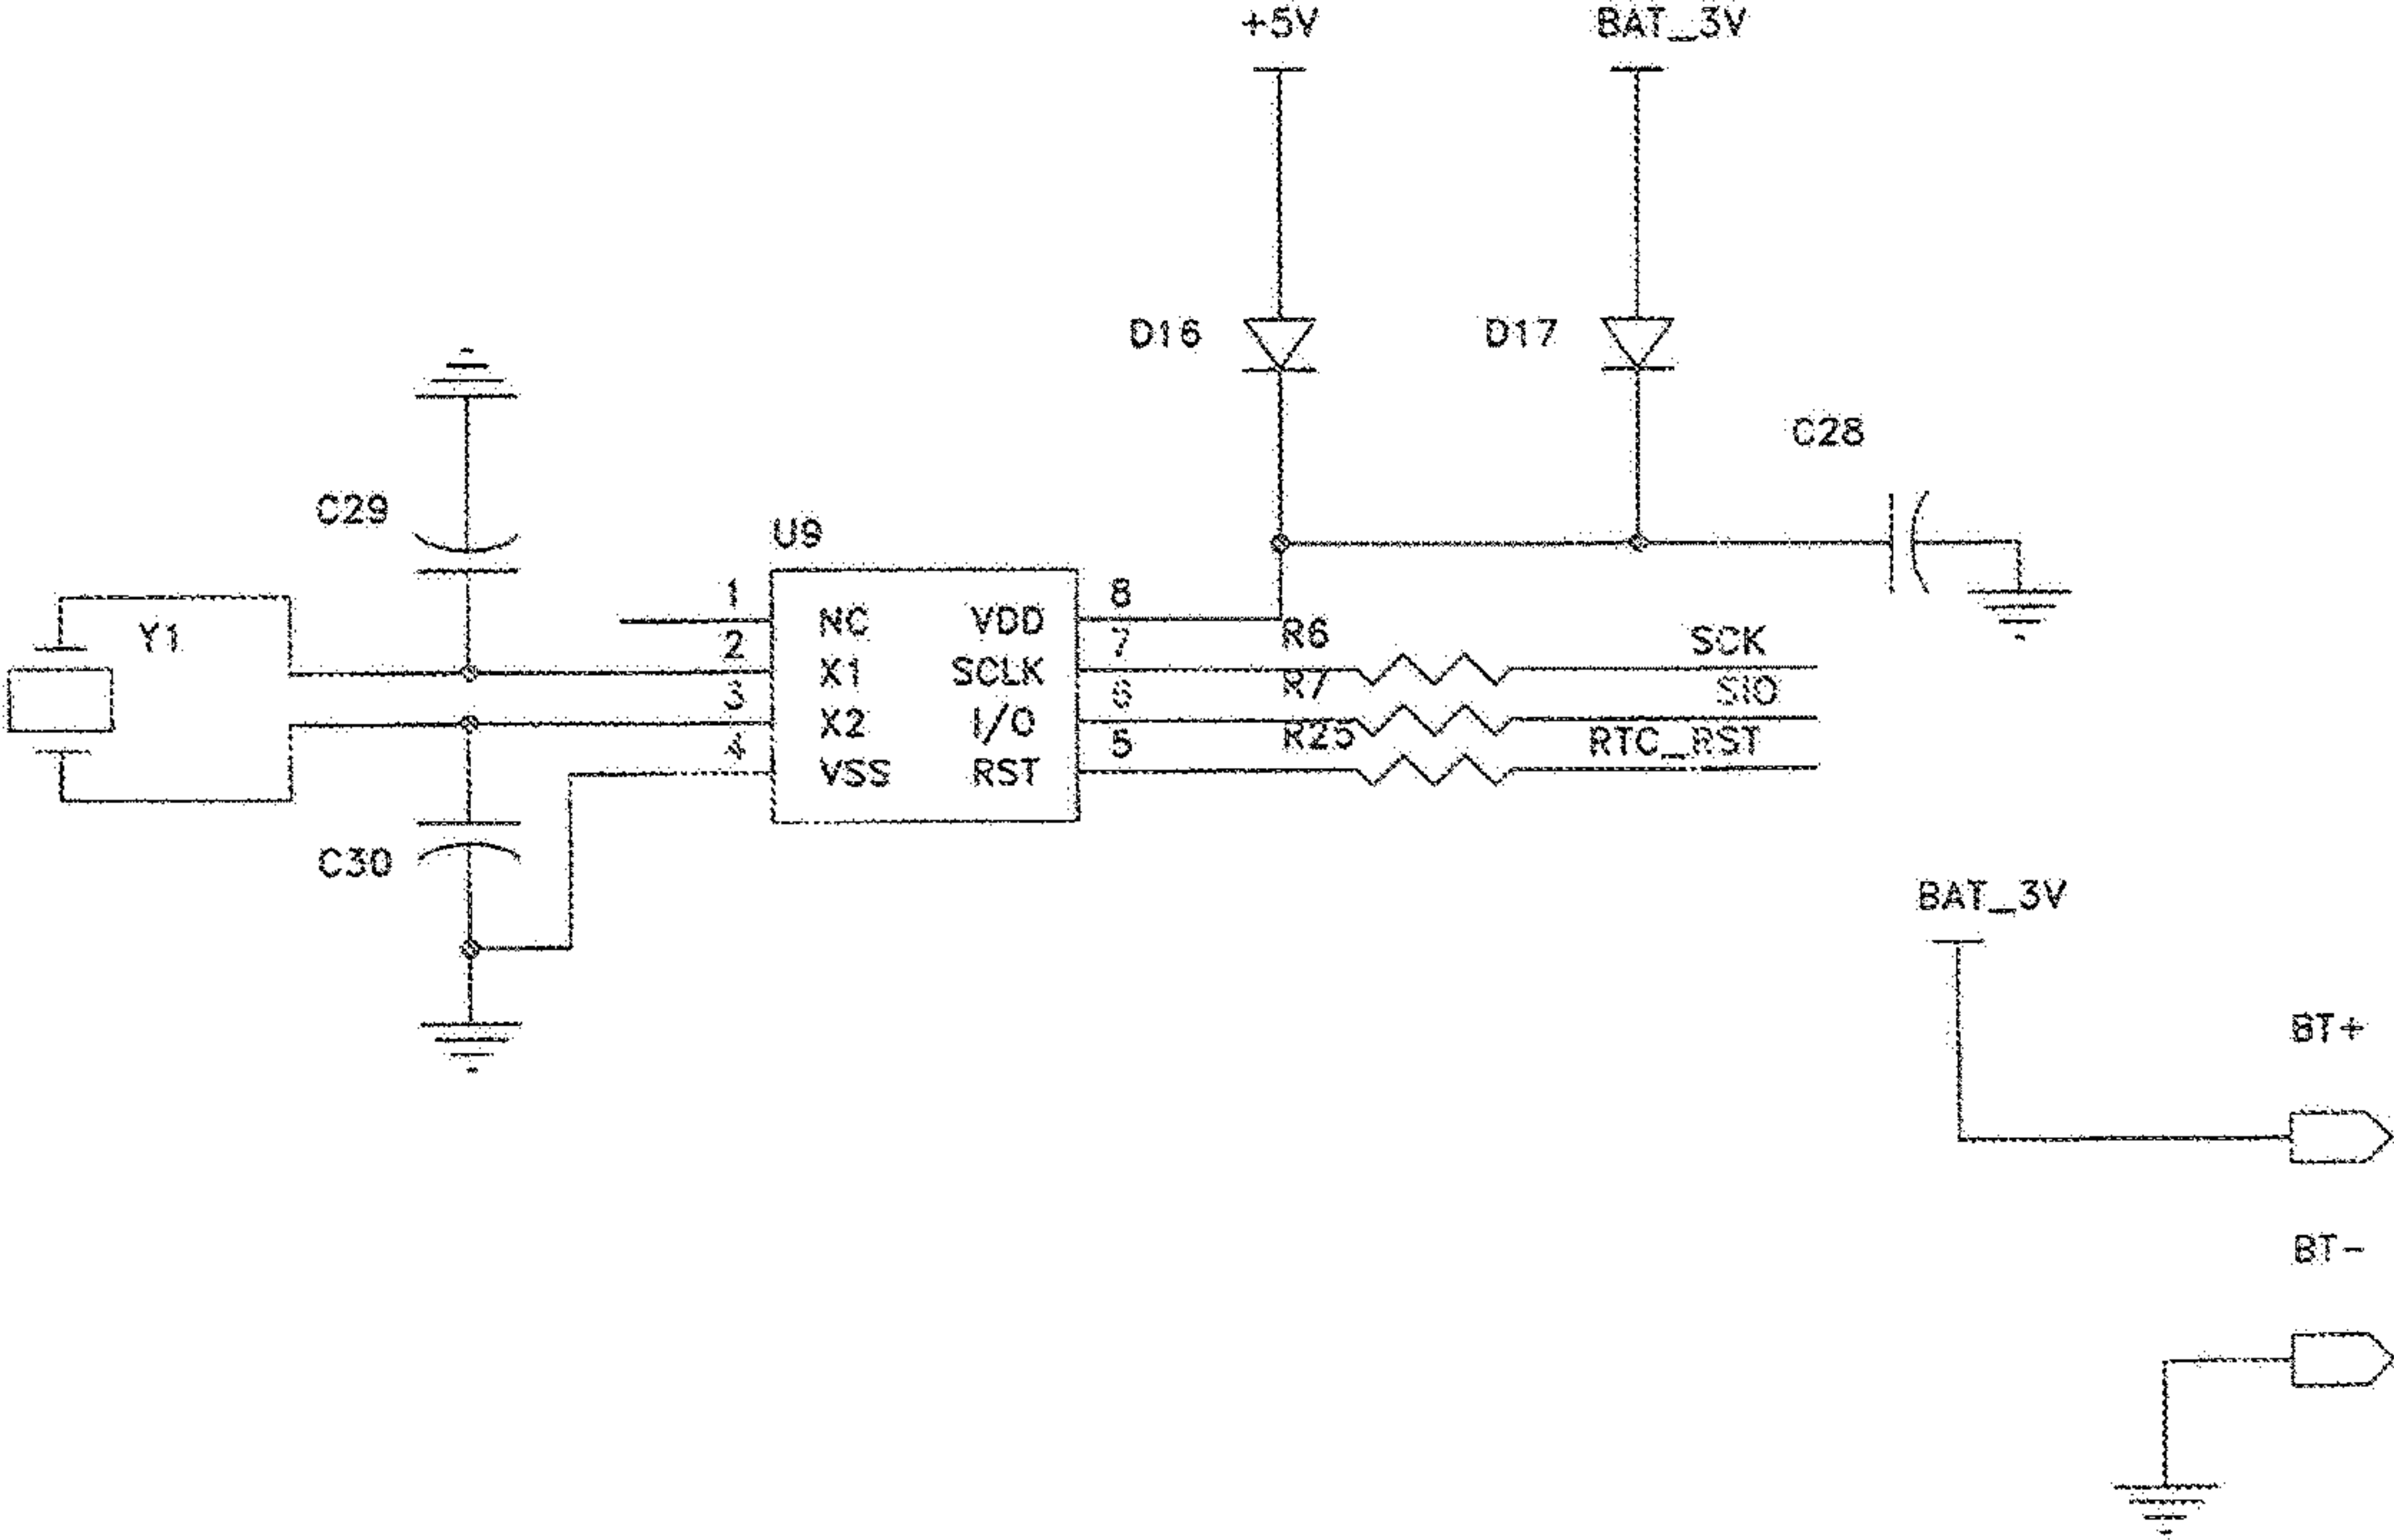 +5V BAT_3V
D16 D17
C28
C29
U9
1 NC VDD 8
Y1 R6 SCK
2 X1 SCLK 7
R7 SIO
3 X2 I/O 6
R25 RTC_RST
4 VSS RST 5
C30
BAT_3V
BT+
BT-